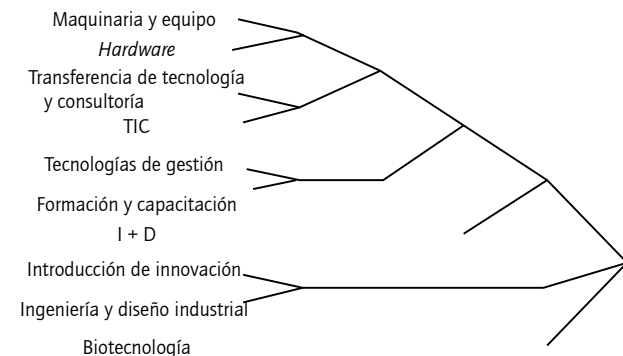 Maquinaria y equipo
Hardware
Transferencia de tecnología
y consultoría
TIC
Tecnologías de gestión
Formación y capacitación
I + D
Introducción de innovación
Ingeniería y diseño industrial
Biotecnología